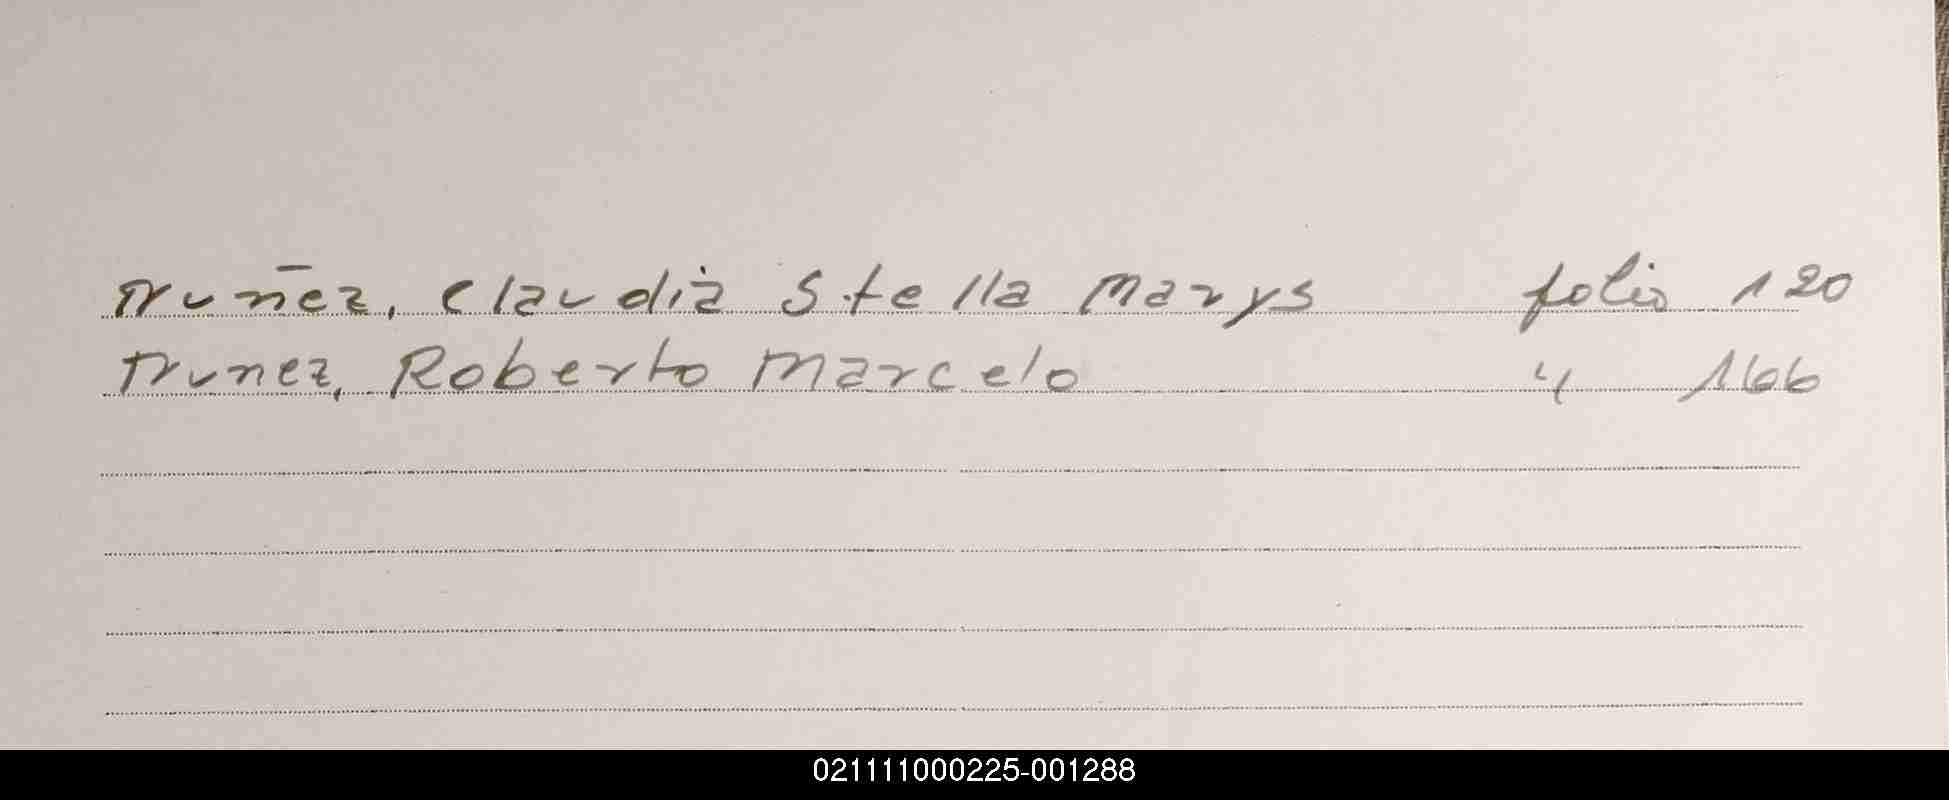 Nuñez, Claudia Stella Marys folio 120
Nunez, Roberto Marcelo " 166
021111000225-001288